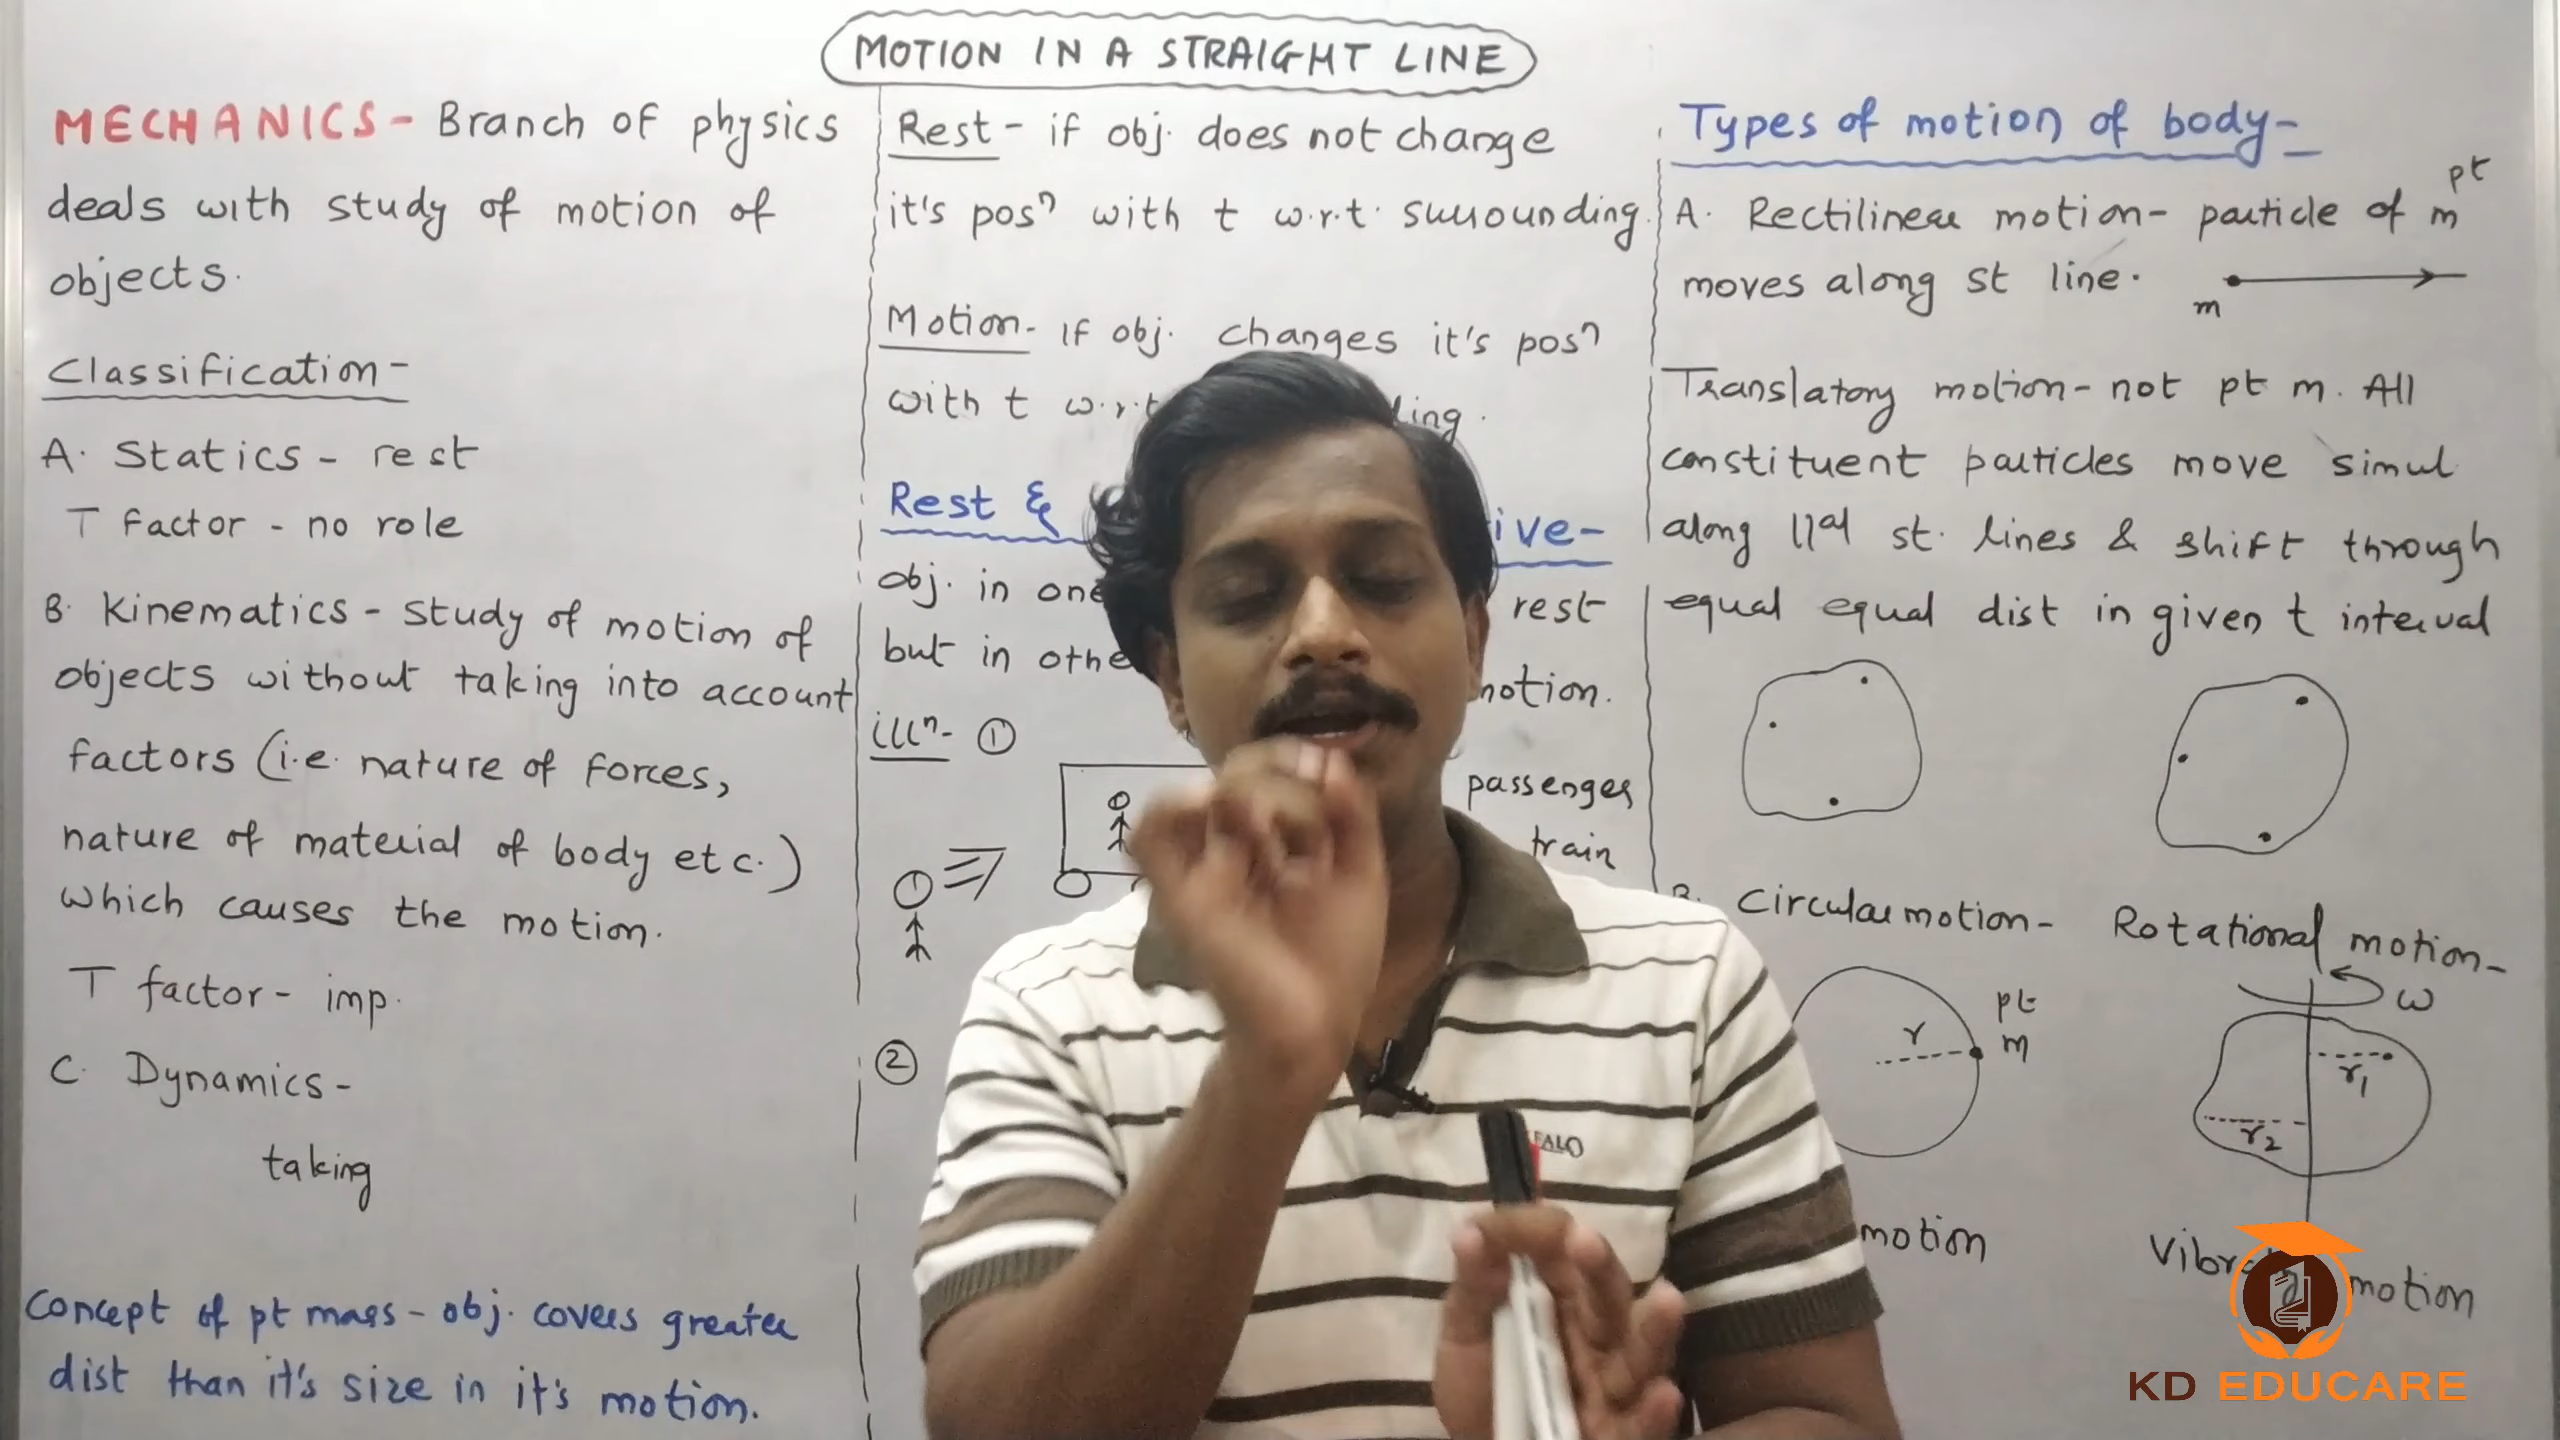 MOTION IN A STRAIGHT LINE
MECHANICS - Branch of physics
deals with study of motion of
objects.
Classification -
A. Statics - rest
T factor - no role
B. Kinematics - study of motion of
objects without taking into account
factors (i.e. nature of forces,
nature of material of body etc.)
which causes the motion.
T factor - imp.
C. Dynamics -
taking
Concept of pt mass - obj. covers greater
dist than it's size in it's motion.
Rest - if obj. does not change
it's posⁿ with t w.r.t. surrounding.
Motion - If obj. changes it's posⁿ
with t w.r.t
Rest &
obj. in one rest
but in othe motion.
illⁿ - ①
passenger
train
②
Types of motion of body -
A. Rectilinear motion - particle of pt m
moves along st line.
m
Translatory motion - not pt m. All
constituent particles move simul
along ||al st. lines & shift through
equal equal dist in given t interval
B. Circular motion - Rotational motion -
r
pt
m
ω
r1
r2
motion
motion
FALO
KD EDUCARE